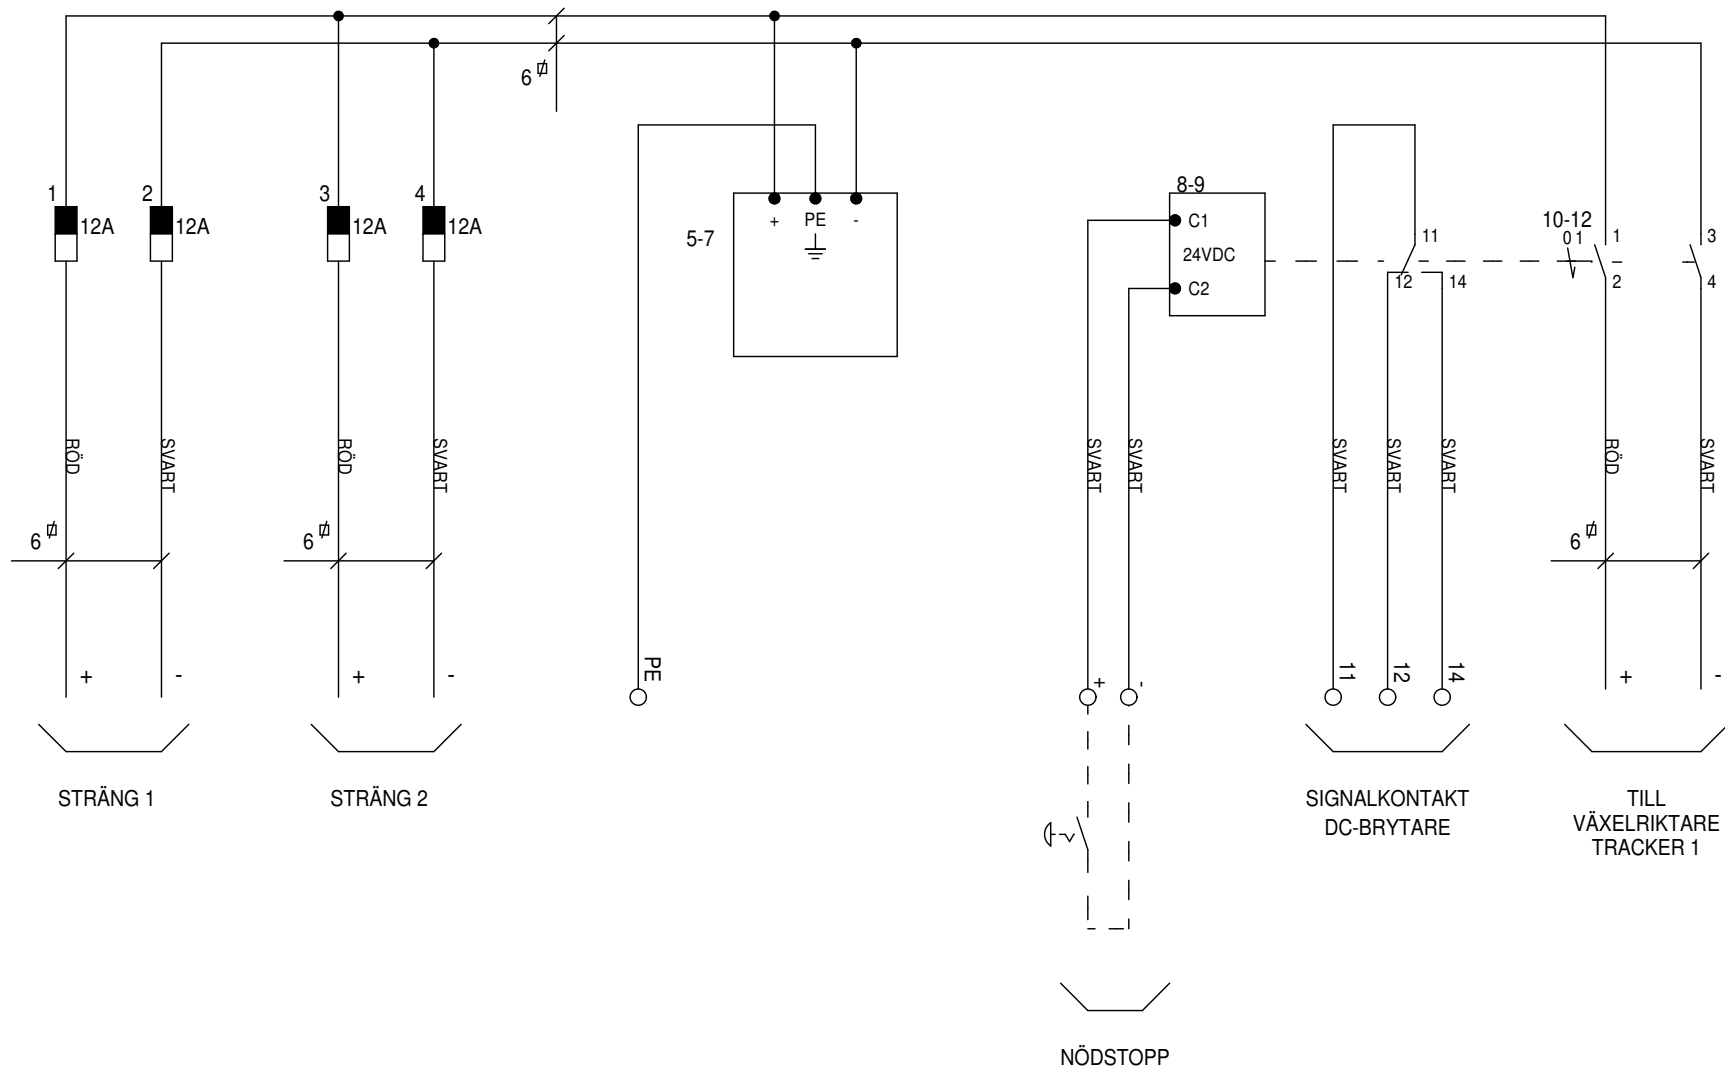 6
1
12A
2
12A
3
12A
4
12A
5-7
+
PE
-
8-9
C1
24VDC
C2
11
12
14
10-12
0 1
1
2
3
4
RÖD
SVART
RÖD
SVART
SVART
SVART
SVART
SVART
SVART
RÖD
SVART
6
6
6
+
-
+
-
PE
+
-
11
12
14
+
-
STRÄNG 1
STRÄNG 2
SIGNALKONTAKT
DC-BRYTARE
TILL
VÄXELRIKTARE
TRACKER 1
NÖDSTOPP